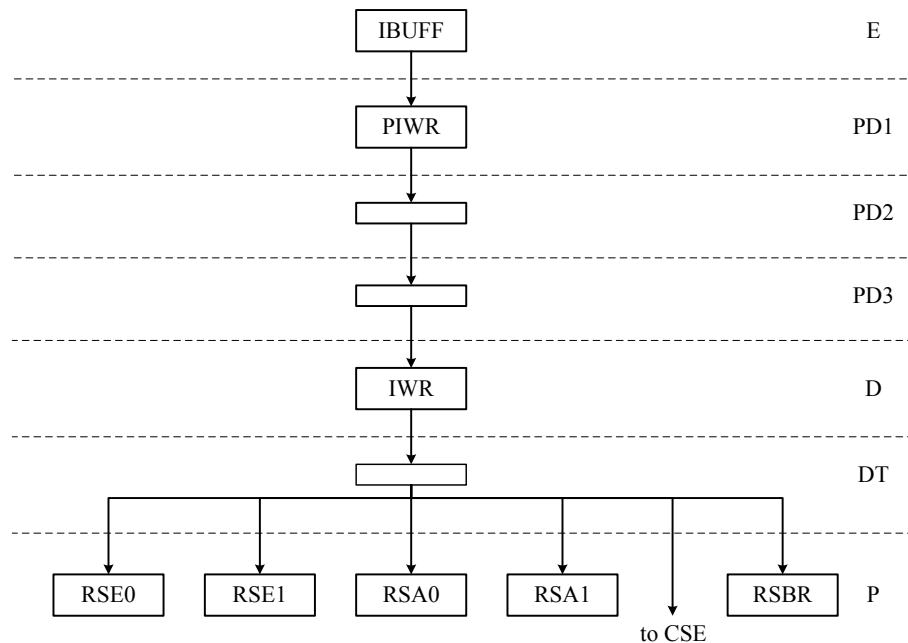 IBUFF E
PIWR PD1
PD2
PD3
IWR D
DT
RSE0 RSE1 RSA0 RSA1 RSBR P
to CSE